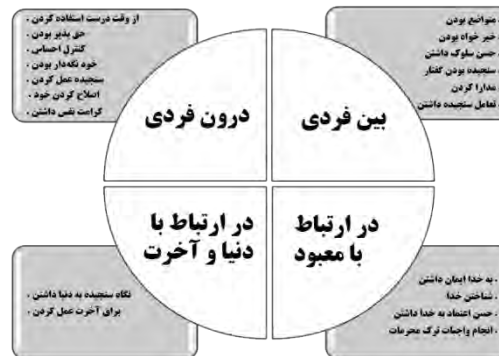 متواضع بودن
خیر خواه بودن
حسن سلوک داشتن
سنجیده بودن گفتار
مدارا کردن
تعامل سنجیده داشتن
بین فردی
از وقت درست استفاده کردن
حق پذیر بودن
کنترل احساس
خود نگه‌دار بودن
سنجیده عمل کردن
اصلاح کردن خود
کرامت نفس داشتن
درون فردی
در ارتباط
با معبود
به خدا ایمان داشتن
شناختن خدا
حسن اعتماد به خدا داشتن
انجام واجبات ترک محرمات
در ارتباط با
دنیا و آخرت
نگاه سنجیده به دنیا داشتن
برای آخرت عمل کردن